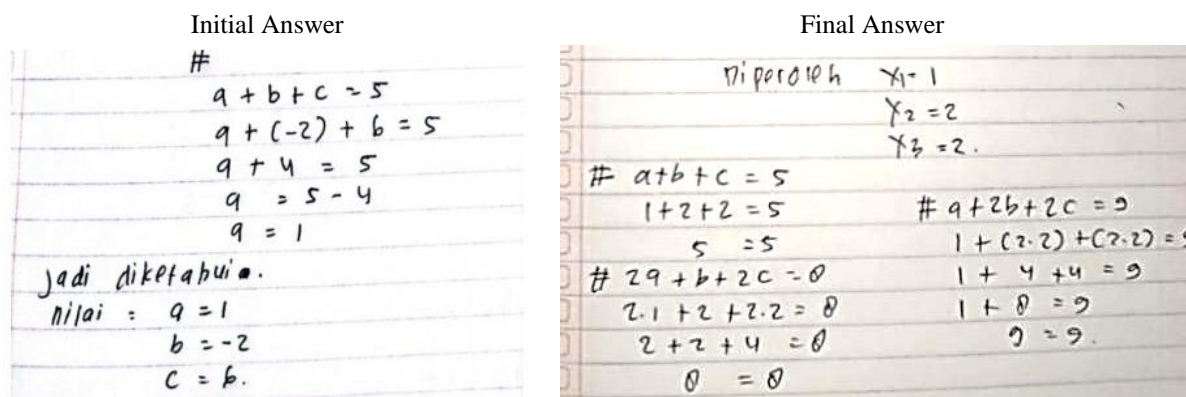 Initial Answer
#
a + b + c = 5
a + (-2) + 6 = 5
a + 4 = 5
a = 5 - 4
a = 1
Jadi diketahui.
nilai : a = 1
b = -2
c = 6.
Final Answer
Diperoleh X1 = 1
X2 = 2
X3 = 2.
# a+b+c = 5
1+2+2 = 5
5 = 5
# 2a+b+2c = 8
2.1+2+2.2 = 8
2+2+4 = 8
8 = 8
# a+2b+2c = 9
1+(2.2)+(2.2) = 9
1+4+4 = 9
1+8 = 9
9 = 9.